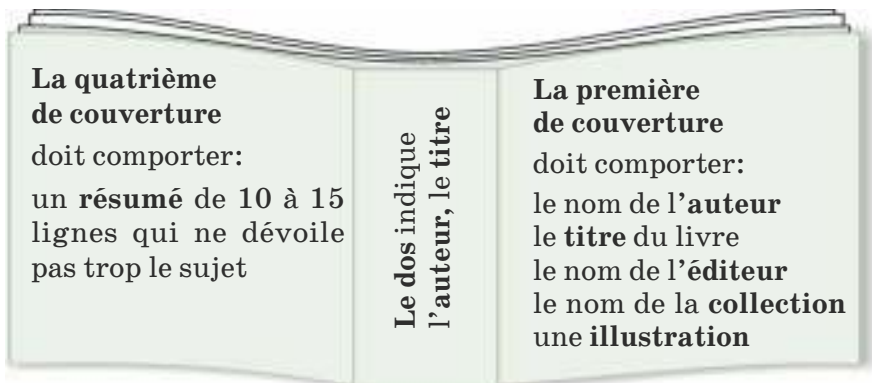 La quatrième
de couverture
doit comporter:
un résumé de 10 à 15
lignes qui ne dévoile
pas trop le sujet
Le dos indique
l'auteur, le titre
La première
de couverture
doit comporter:
le nom de l'auteur
le titre du livre
le nom de l'éditeur
le nom de la collection
une illustration